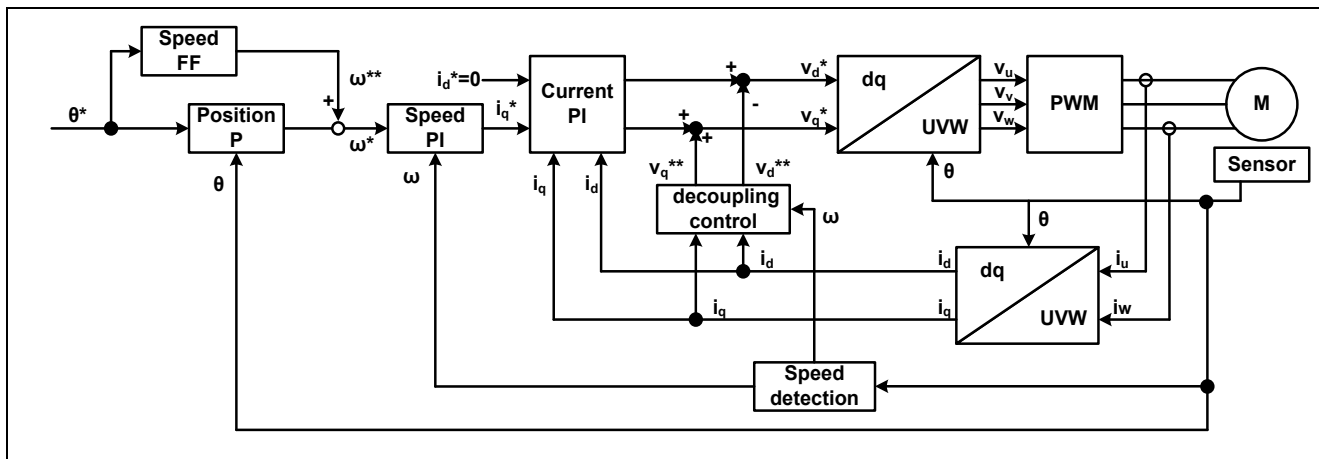 Speed
FF
ω**
+
θ*
Position
P
ω*
θ
Speed
PI
ω
i_d*=0
i_q*
Current
PI
i_q
i_d
+
-
+
+
v_q**
v_d**
decoupling
control
ω
v_d*
v_q*
dq
UVW
θ
v_u
v_v
v_w
PWM
M
Sensor
θ
i_d
i_q
i_d
i_q
dq
UVW
i_u
iw
Speed
detection